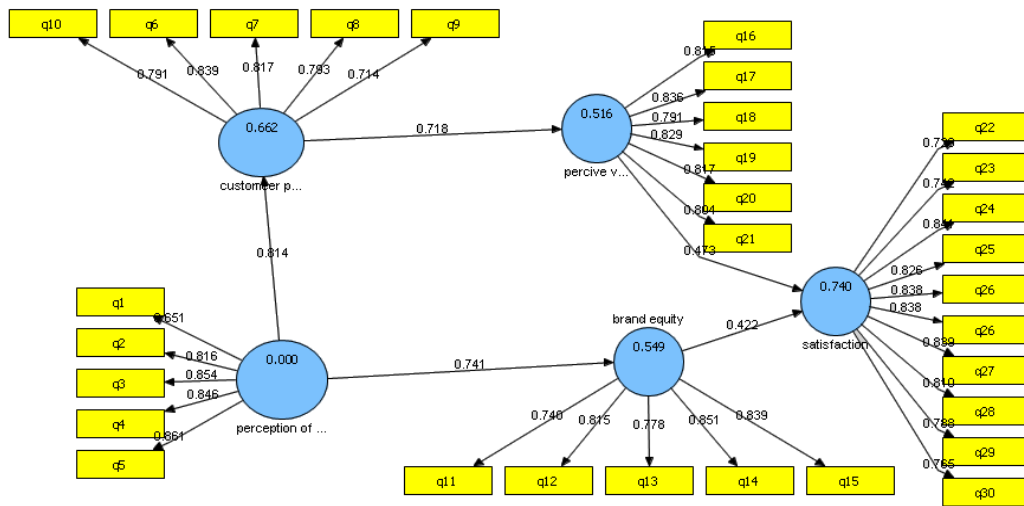 q10
q6
q7
q8
q9
0.791
0.839
0.817
0.793
0.714
0.662
customeer p...
0.718
0.516
percive v...
q16
q17
q18
q19
q20
q21
0.836
0.791
0.829
0.817
0.473
0.814
q1
q2
q3
q4
q5
0.816
0.854
0.846
0.861
0.000
perception of ...
0.741
brand equity
0.549
0.422
0.740
0.815
0.778
0.851
0.839
q11
q12
q13
q14
q15
0.740
satisfaction
q22
q23
q24
q25
q26
q26
q27
q28
q29
q30
0.826
0.838
0.838
0.839
0.810
0.788
0.765